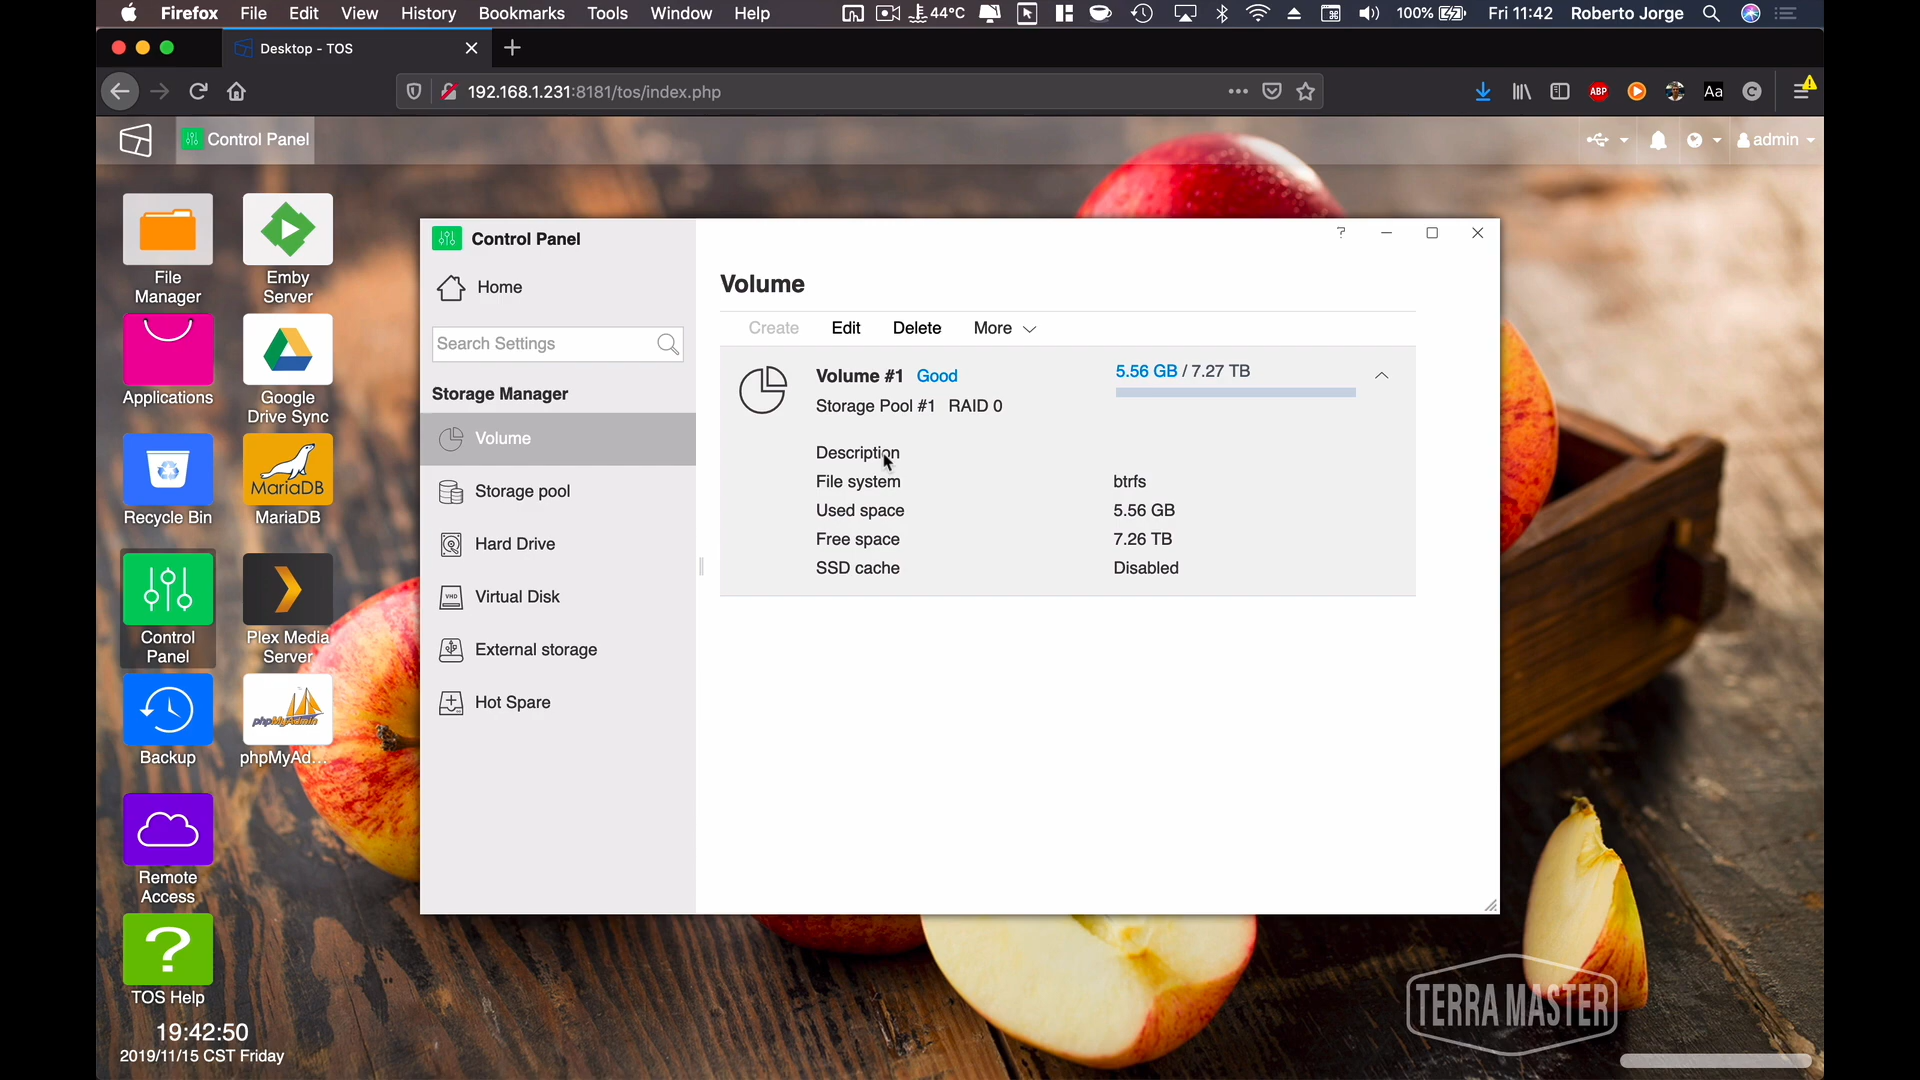 Firefox File Edit View History Bookmarks Tools Window Help 44°C 100% Fri 11:42 Roberto Jorge
Desktop - TOS
192.168.1.231:8181/tos/index.php
ABP Aa C
Control Panel
admin
File Manager
Emby Server
Applications
Google Drive Sync
Recycle Bin
MariaDB
MariaDB
Control Panel
Plex Media Server
Backup
phpMyAdmin
phpMyAd...
Remote Access
TOS Help
19:42:50
2019/11/15 CST Friday
Control Panel
Home
Search Settings
Storage Manager
Volume
Storage pool
Hard Drive
VHD
Virtual Disk
External storage
Hot Spare
?
Volume
Create Edit Delete More
Volume #1 Good 5.56 GB / 7.27 TB
Storage Pool #1 RAID 0
Description
File system btrfs
Used space 5.56 GB
Free space 7.26 TB
SSD cache Disabled
TERRA MASTER